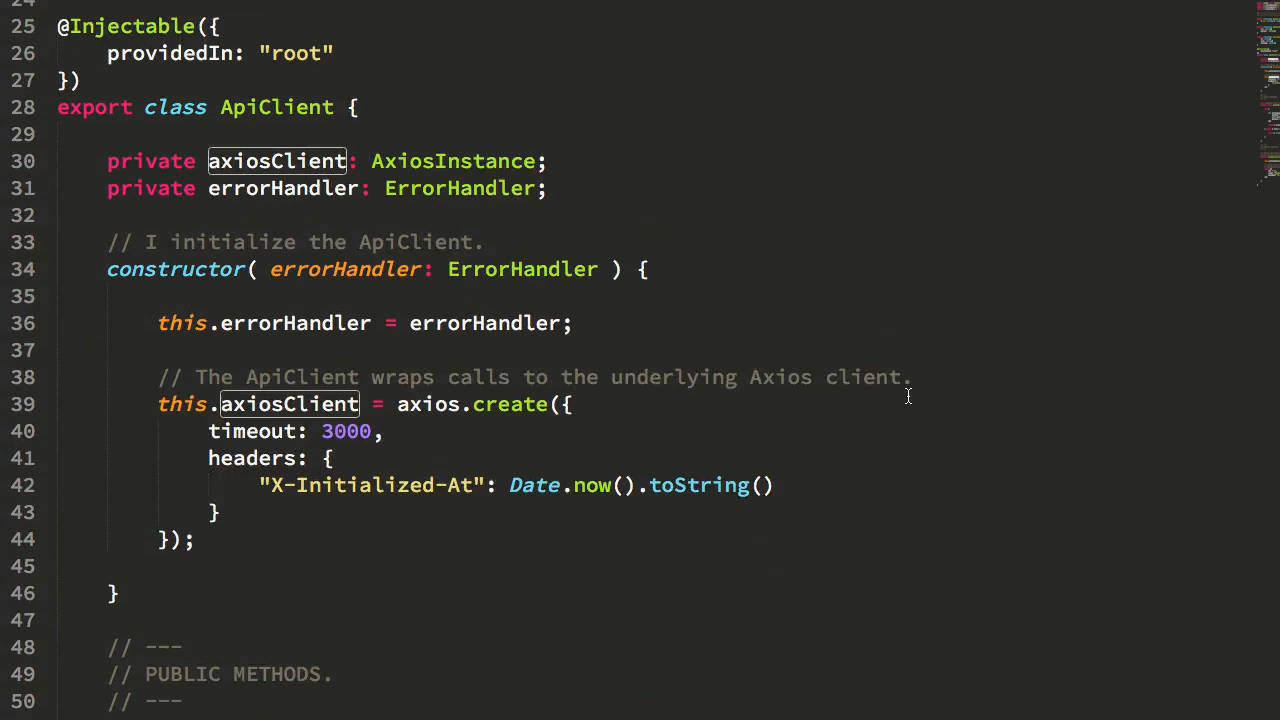 24
25 @Injectable({
26     providedIn: "root"
27 })
28 export class ApiClient {
29
30     private axiosClient: AxiosInstance;
31     private errorHandler: ErrorHandler;
32
33     // I initialize the ApiClient.
34     constructor( errorHandler: ErrorHandler ) {
35
36         this.errorHandler = errorHandler;
37
38         // The ApiClient wraps calls to the underlying Axios client.
39         this.axiosClient = axios.create({
40             timeout: 3000,
41             headers: {
42                 "X-Initialized-At": Date.now().toString()
43             }
44         });
45
46     }
47
48     // ---
49     // PUBLIC METHODS.
50     // ---